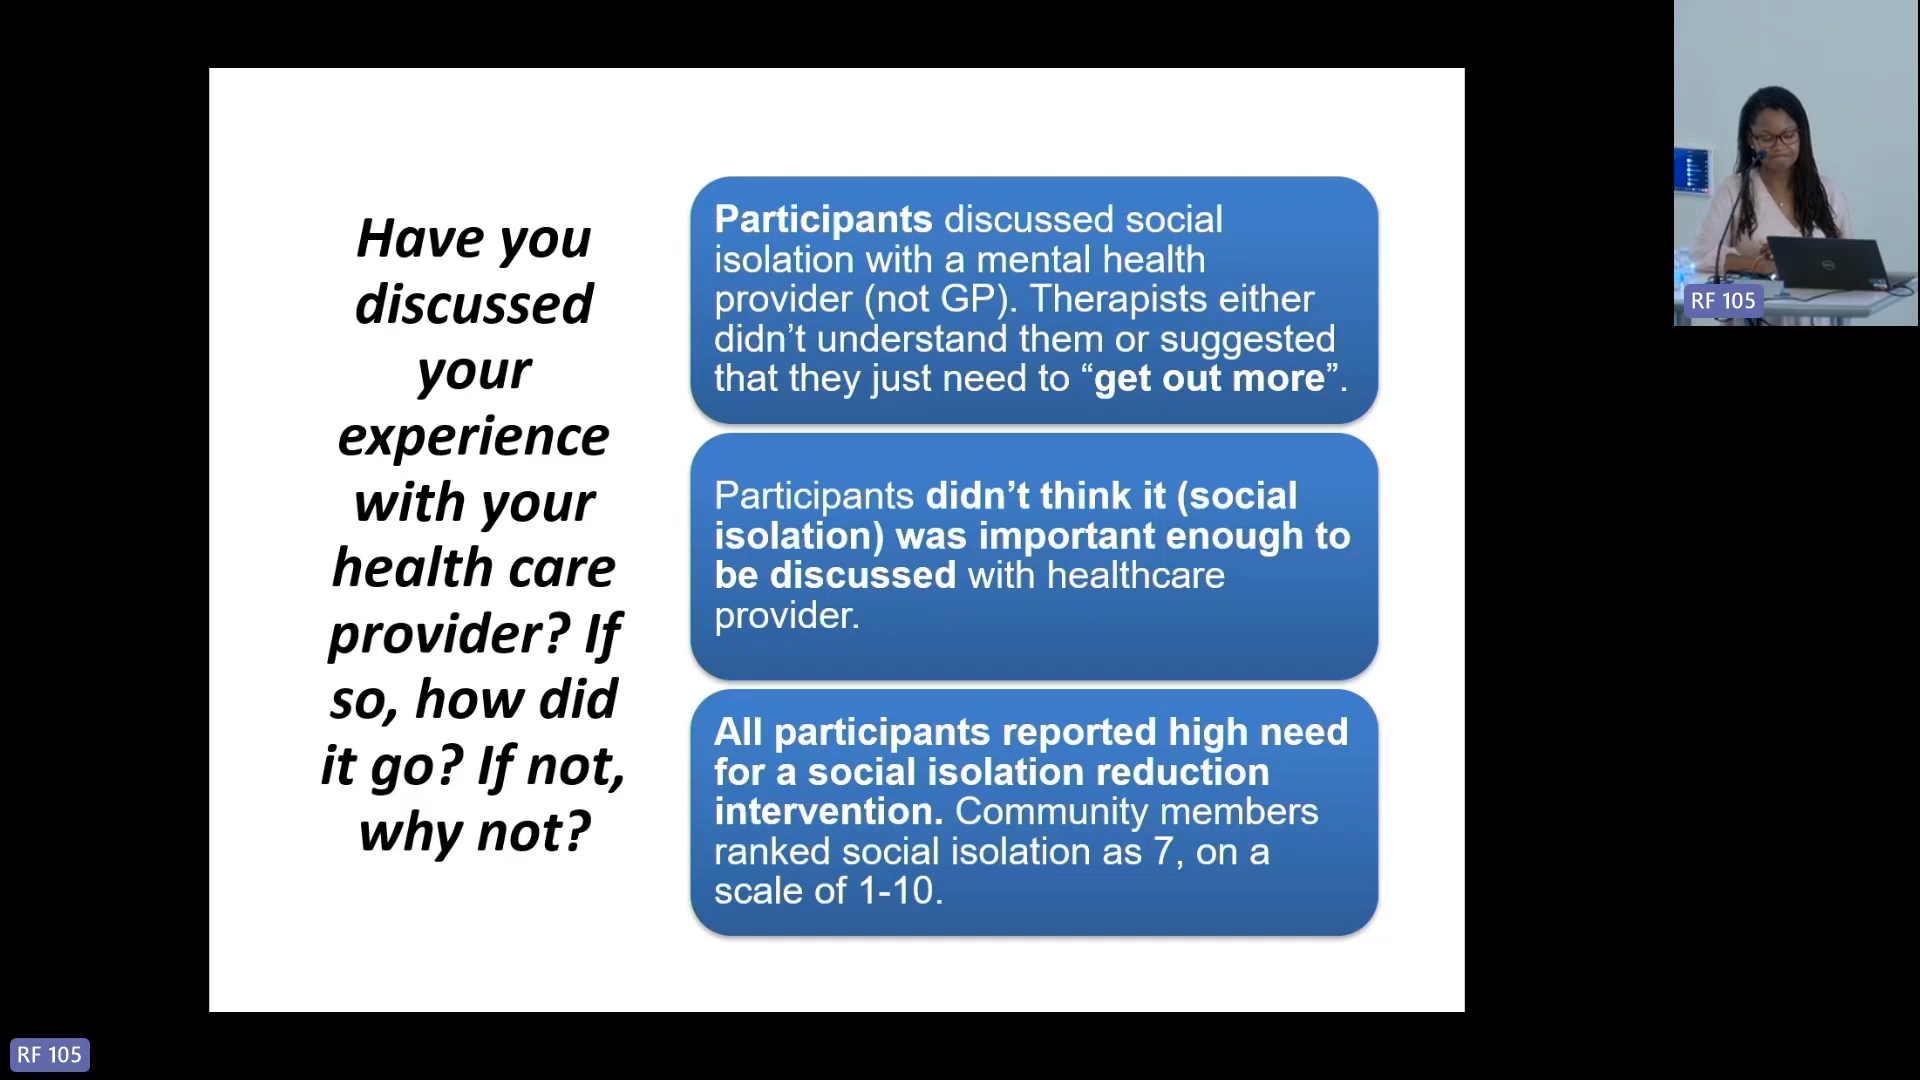 Have you
discussed
your
experience
with your
health care
provider? If
so, how did
it go? If not,
why not?
Participants discussed social
isolation with a mental health
provider (not GP). Therapists either
didn’t understand them or suggested
that they just need to “get out more”.
Participants didn’t think it (social
isolation) was important enough to
be discussed with healthcare
provider.
All participants reported high need
for a social isolation reduction
intervention. Community members
ranked social isolation as 7, on a
scale of 1-10.
RF 105
RF 105